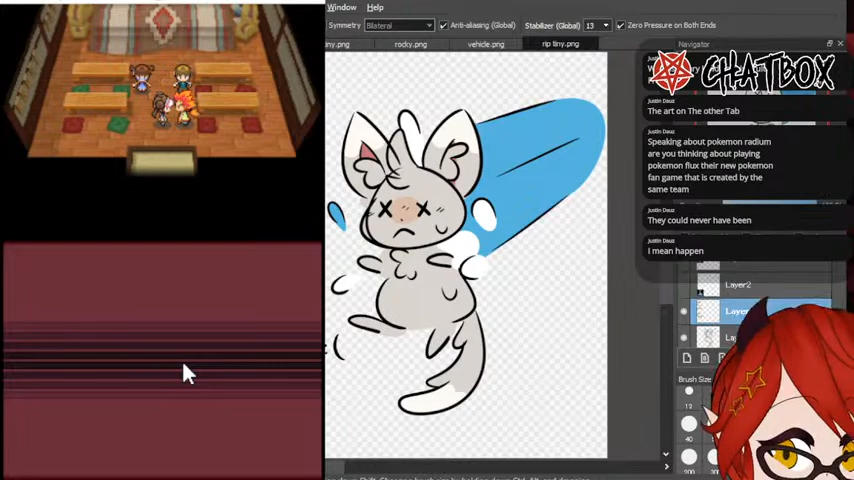 Window Help
Symmetry Bilateral Anti-aliasing (Global) Stabilizer (Global) 13 Zero Pressure on Both Ends
tiny.png rocky.png vehicle.png rip tiny.png
Navigator
CHATBOX
Justin Dauz
The art on The other Tab
Justin Dauz
Speaking about pokemon radium
are you thinking about playing
pokemon flux their new pokemon
fan game that is created by the
same team
Justin Dauz
They could never have been
Justin Dauz
I mean happen
Layer2
Brush Size
12
40